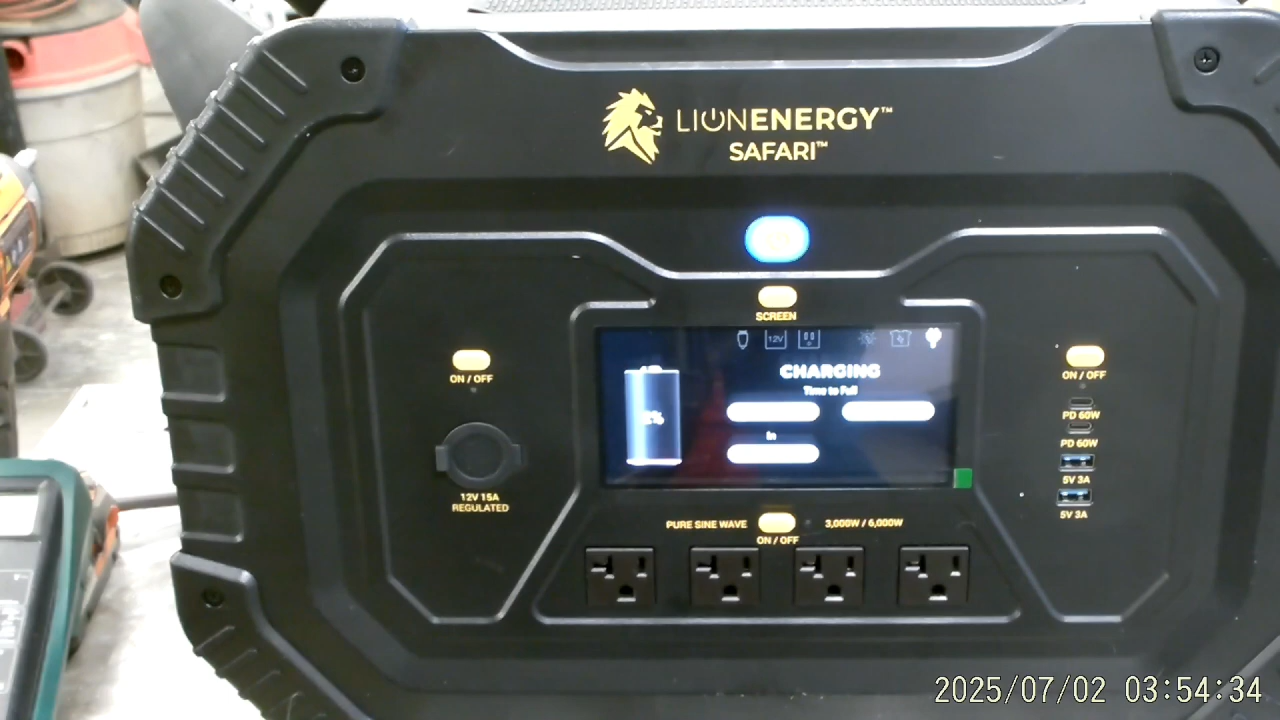 LIONENERGY™
SAFARI™
SCREEN
12V
CHARGING
Time to Full
In
ON / OFF
12V 15A
REGULATED
ON / OFF
PD 60W
PD 60W
5V 3A
5V 3A
PURE SINE WAVE
ON / OFF
3,000W / 6,000W
2025/07/02 03:54:34